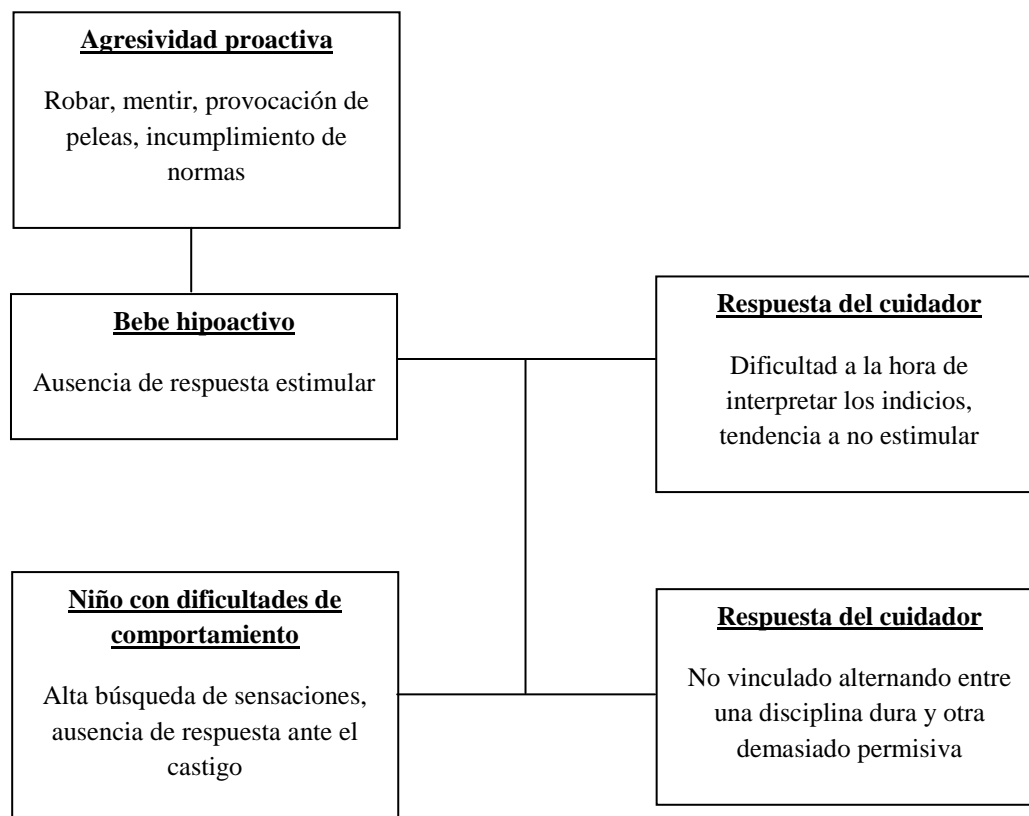 Agresividad proactiva
Robar, mentir, provocación de
peleas, incumplimiento de
normas
Bebe hipoactivo
Ausencia de respuesta estimular
Respuesta del cuidador
Dificultad a la hora de
interpretar los indicios,
tendencia a no estimular
Niño con dificultades de
comportamiento
Alta búsqueda de sensaciones,
ausencia de respuesta ante el
castigo
Respuesta del cuidador
No vinculado alternando entre
una disciplina dura y otra
demasiado permisiva